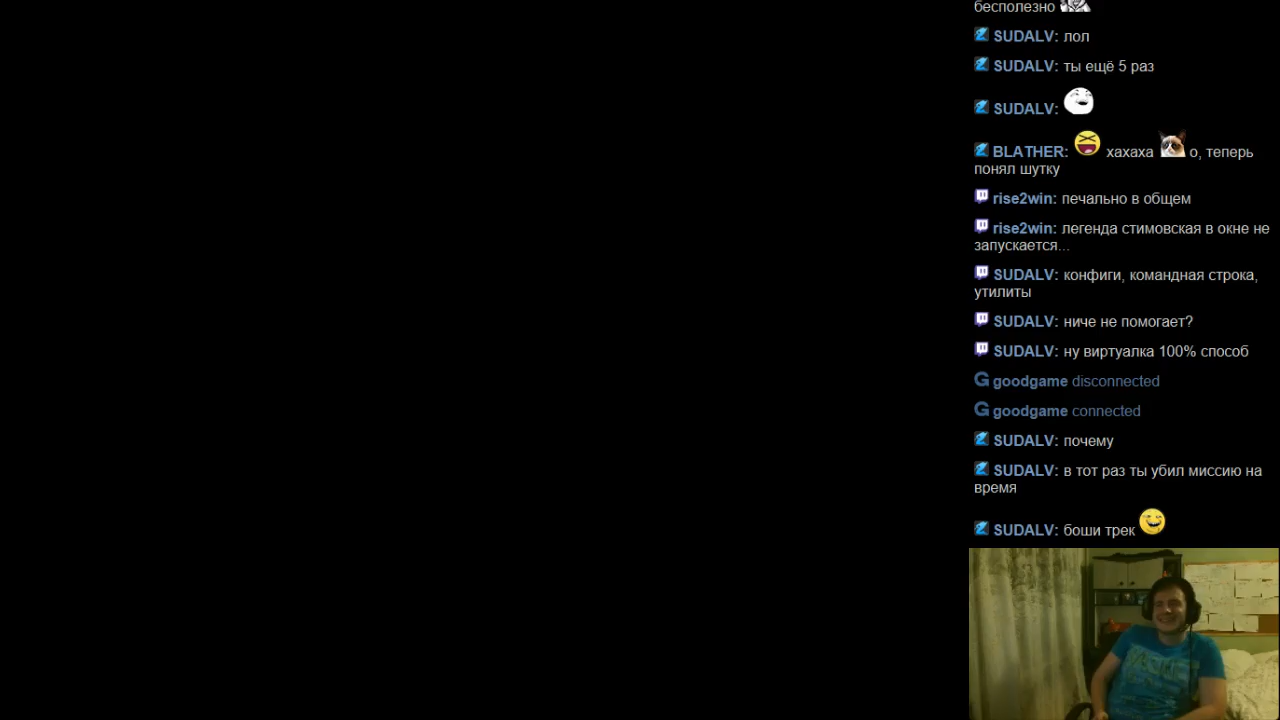 бесполезно
SUDALV: лол
SUDALV: ты ещё 5 раз
SUDALV:
BLATHER: хахаха о, теперь
понял шутку
rise2win: печально в общем
rise2win: легенда стимовская в окне не
запускается...
SUDALV: конфиги, командная строка,
утилиты
SUDALV: ниче не помогает?
SUDALV: ну виртуалка 100% способ
goodgame disconnected
goodgame connected
SUDALV: почему
SUDALV: в тот раз ты убил миссию на
время
SUDALV: боши трек